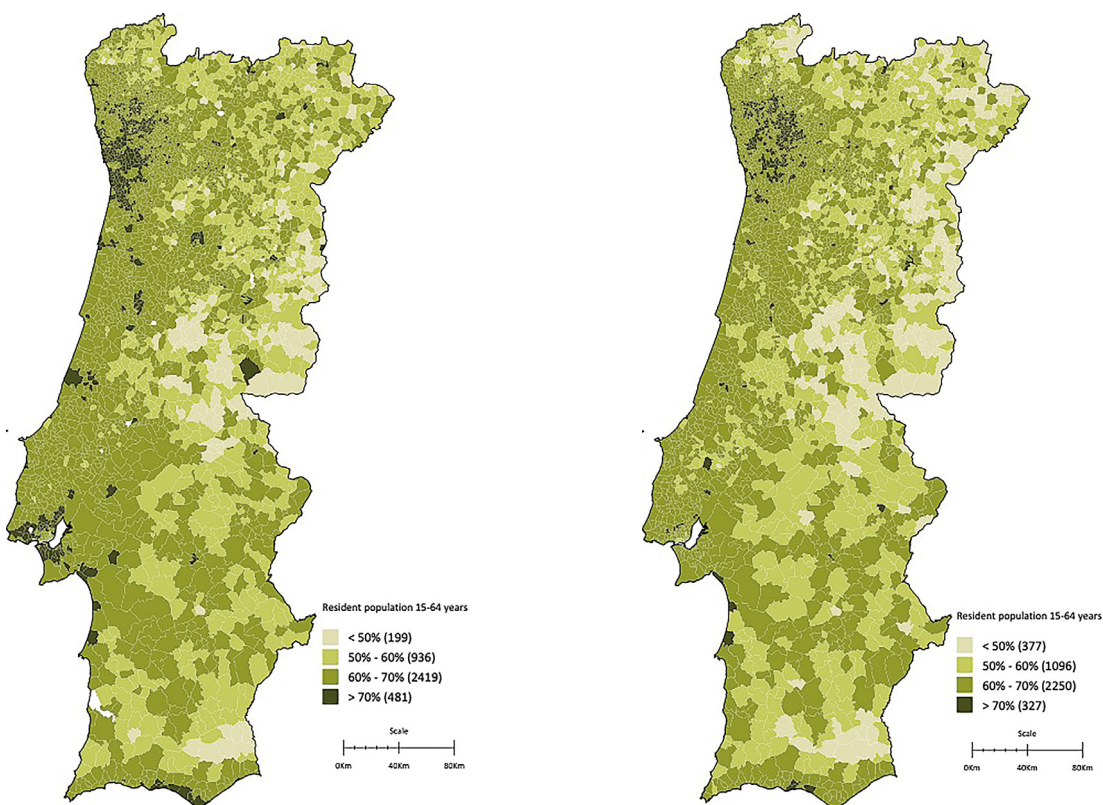 Resident population 15-64 years
< 50% (199)
50% - 60% (936)
60% - 70% (2419)
> 70% (481)
Scale
0Km 40Km 80Km
Resident population 15-64 years
< 50% (377)
50% - 60% (1096)
60% - 70% (2250)
> 70% (327)
Scale
0Km 40Km 80Km